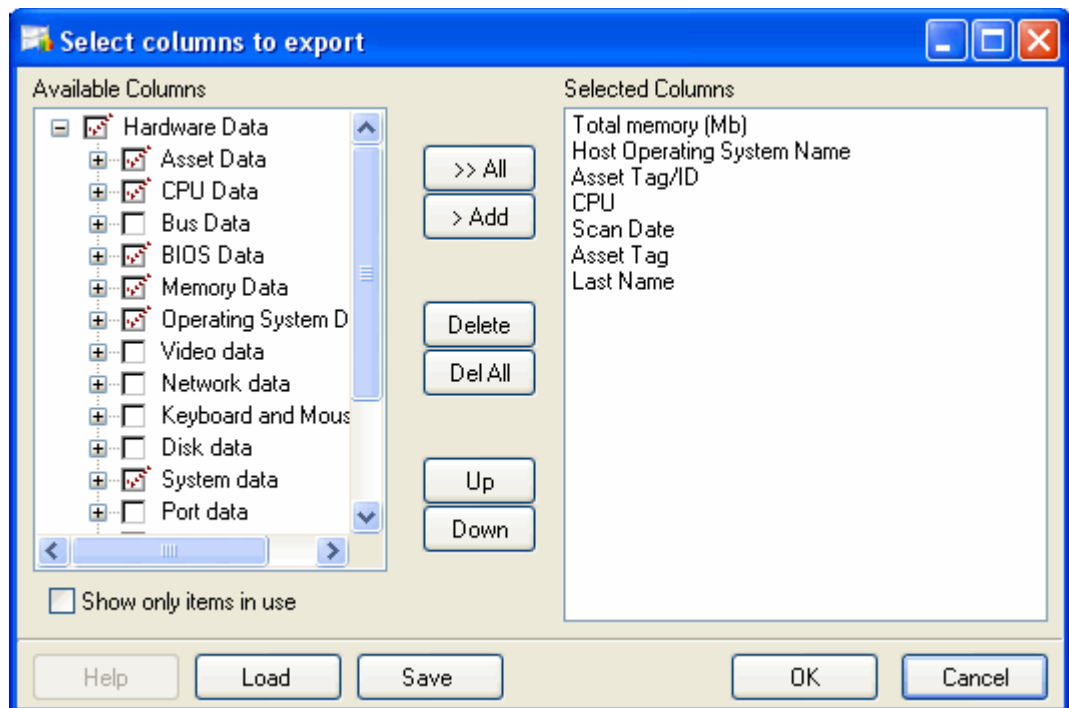 Select columns to export
Available Columns
Hardware Data
Asset Data
CPU Data
Bus Data
BIOS Data
Memory Data
Operating System D
Video data
Network data
Keyboard and Mous
Disk data
System data
Port data
Show only items in use
>> All
> Add
Delete
Del All
Up
Down
Selected Columns
Total memory (Mb)
Host Operating System Name
Asset Tag/ID
CPU
Scan Date
Asset Tag
Last Name
Help
Load
Save
OK
Cancel